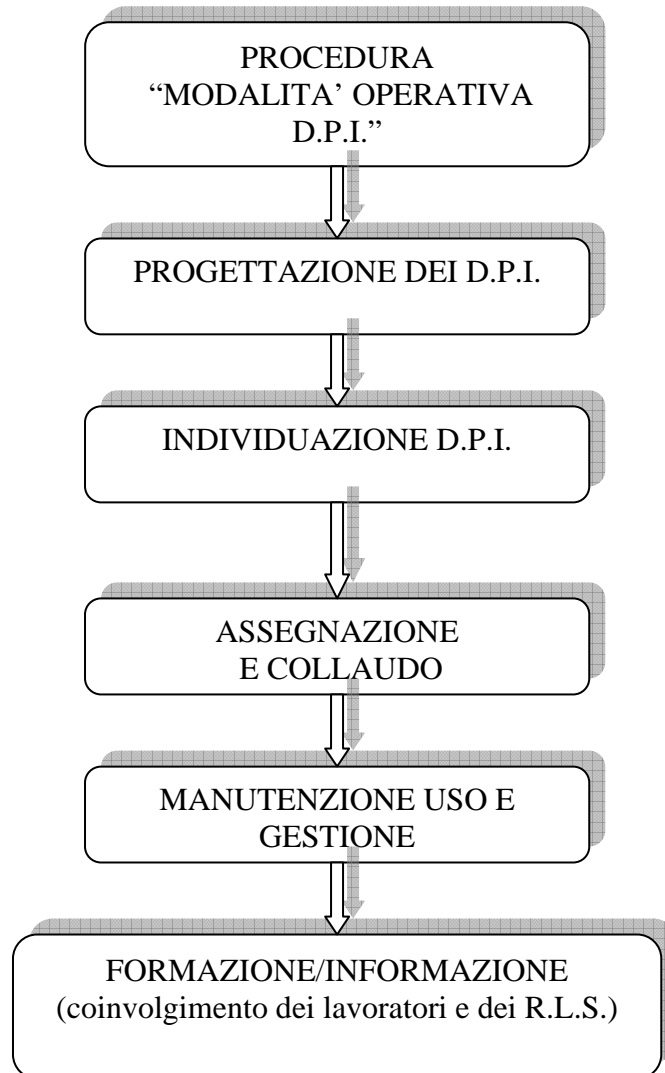 PROCEDURA
“MODALITA’ OPERATIVA
D.P.I.”
PROGETTAZIONE DEI D.P.I.
INDIVIDUAZIONE D.P.I.
ASSEGNAZIONE
E COLLAUDO
MANUTENZIONE USO E
GESTIONE
FORMAZIONE/INFORMAZIONE
(coinvolgimento dei lavoratori e dei R.L.S.)